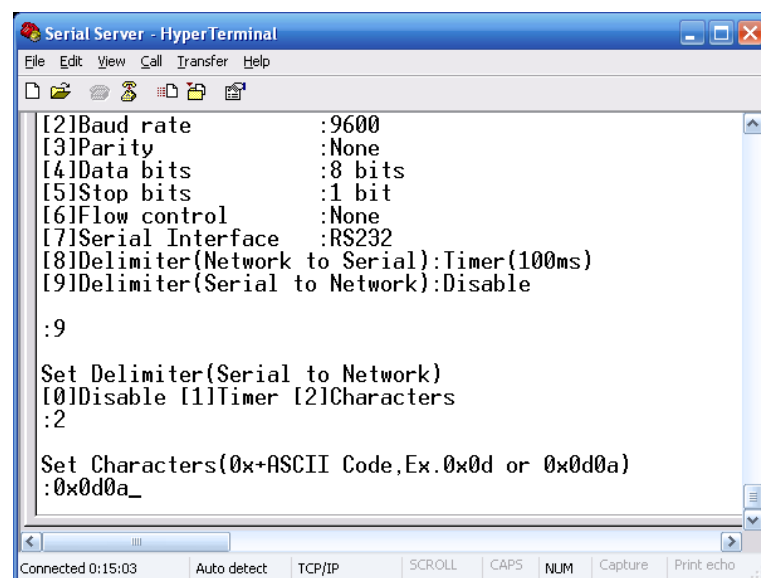 Serial Server - HyperTerminal
File Edit View Call Transfer Help
[2]Baud rate :9600
[3]Parity :None
[4]Data bits :8 bits
[5]Stop bits :1 bit
[6]Flow control :None
[7]Serial Interface :RS232
[8]Delimiter(Network to Serial):Timer(100ms)
[9]Delimiter(Serial to Network):Disable
:9
Set Delimiter(Serial to Network)
[0]Disable [1]Timer [2]Characters
:2
Set Characters(0x+ASCII Code,Ex.0x0d or 0x0d0a)
:0x0d0a_
Connected 0:15:03 Auto detect TCP/IP SCROLL CAPS NUM Capture Print echo